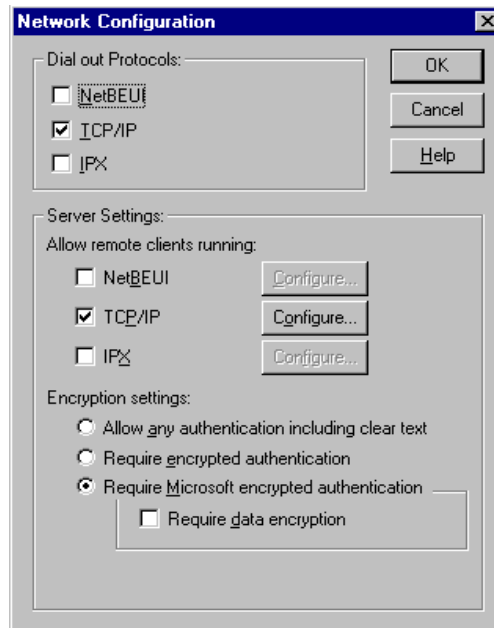 Network Configuration
Dial out Protocols:
NetBEUI
TCP/IP
IPX
OK
Cancel
Help
Server Settings:
Allow remote clients running:
NetBEUI Configure...
TCP/IP Configure...
IPX Configure...
Encryption settings:
Allow any authentication including clear text
Require encrypted authentication
Require Microsoft encrypted authentication
Require data encryption